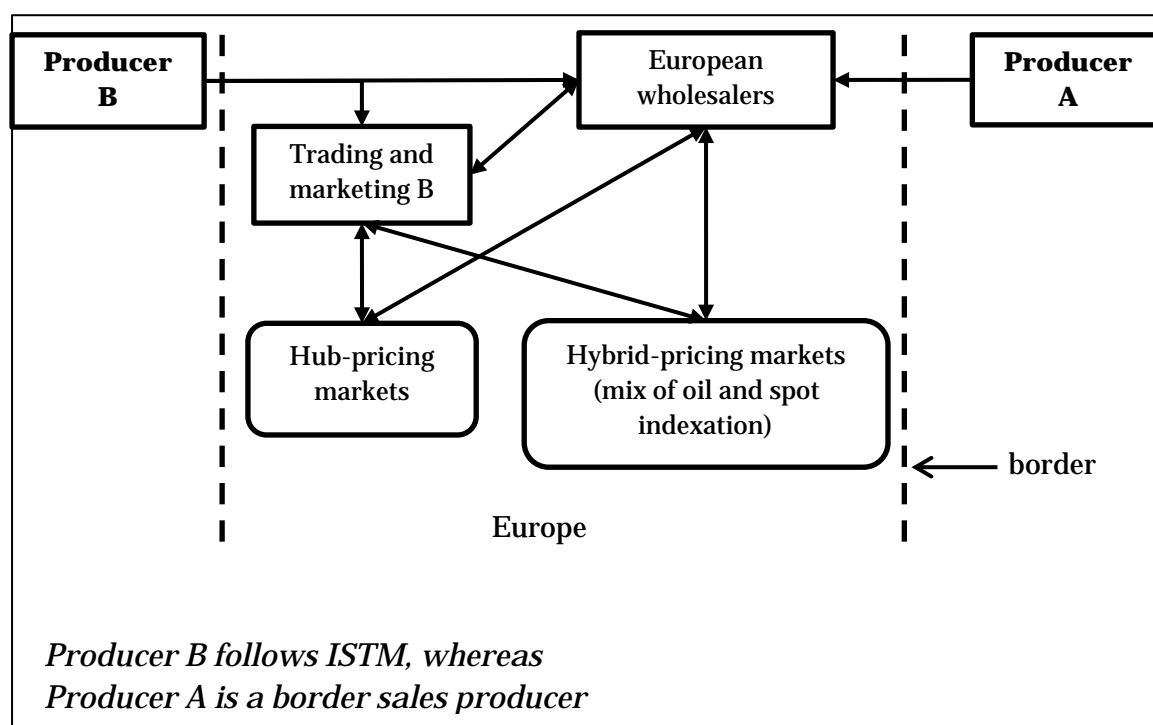 Producer
B
European
wholesalers
Producer
A
Trading and
marketing B
Hub-pricing
markets
Hybrid-pricing markets
(mix of oil and spot
indexation)
border
Europe
Producer B follows ISTM, whereas
Producer A is a border sales producer